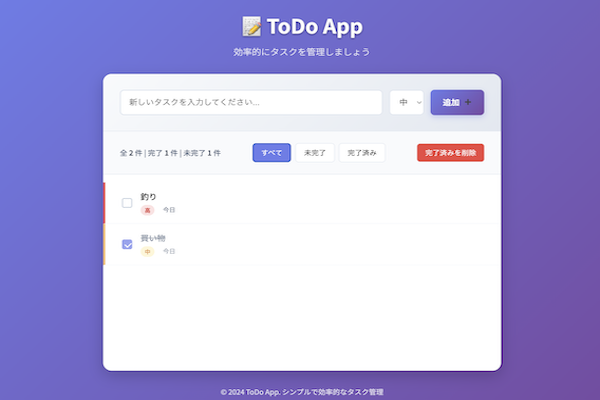 📝 ToDo App
効率的にタスクを管理しましょう
新しいタスクを入力してください... 中 追加 ➕
全 2 件 | 完了 1 件 | 未完了 1 件 すべて 未完了 完了済み 完了済みを削除
釣り
高 今日
買い物
中 今日
© 2024 ToDo App. シンプルで効率的なタスク管理